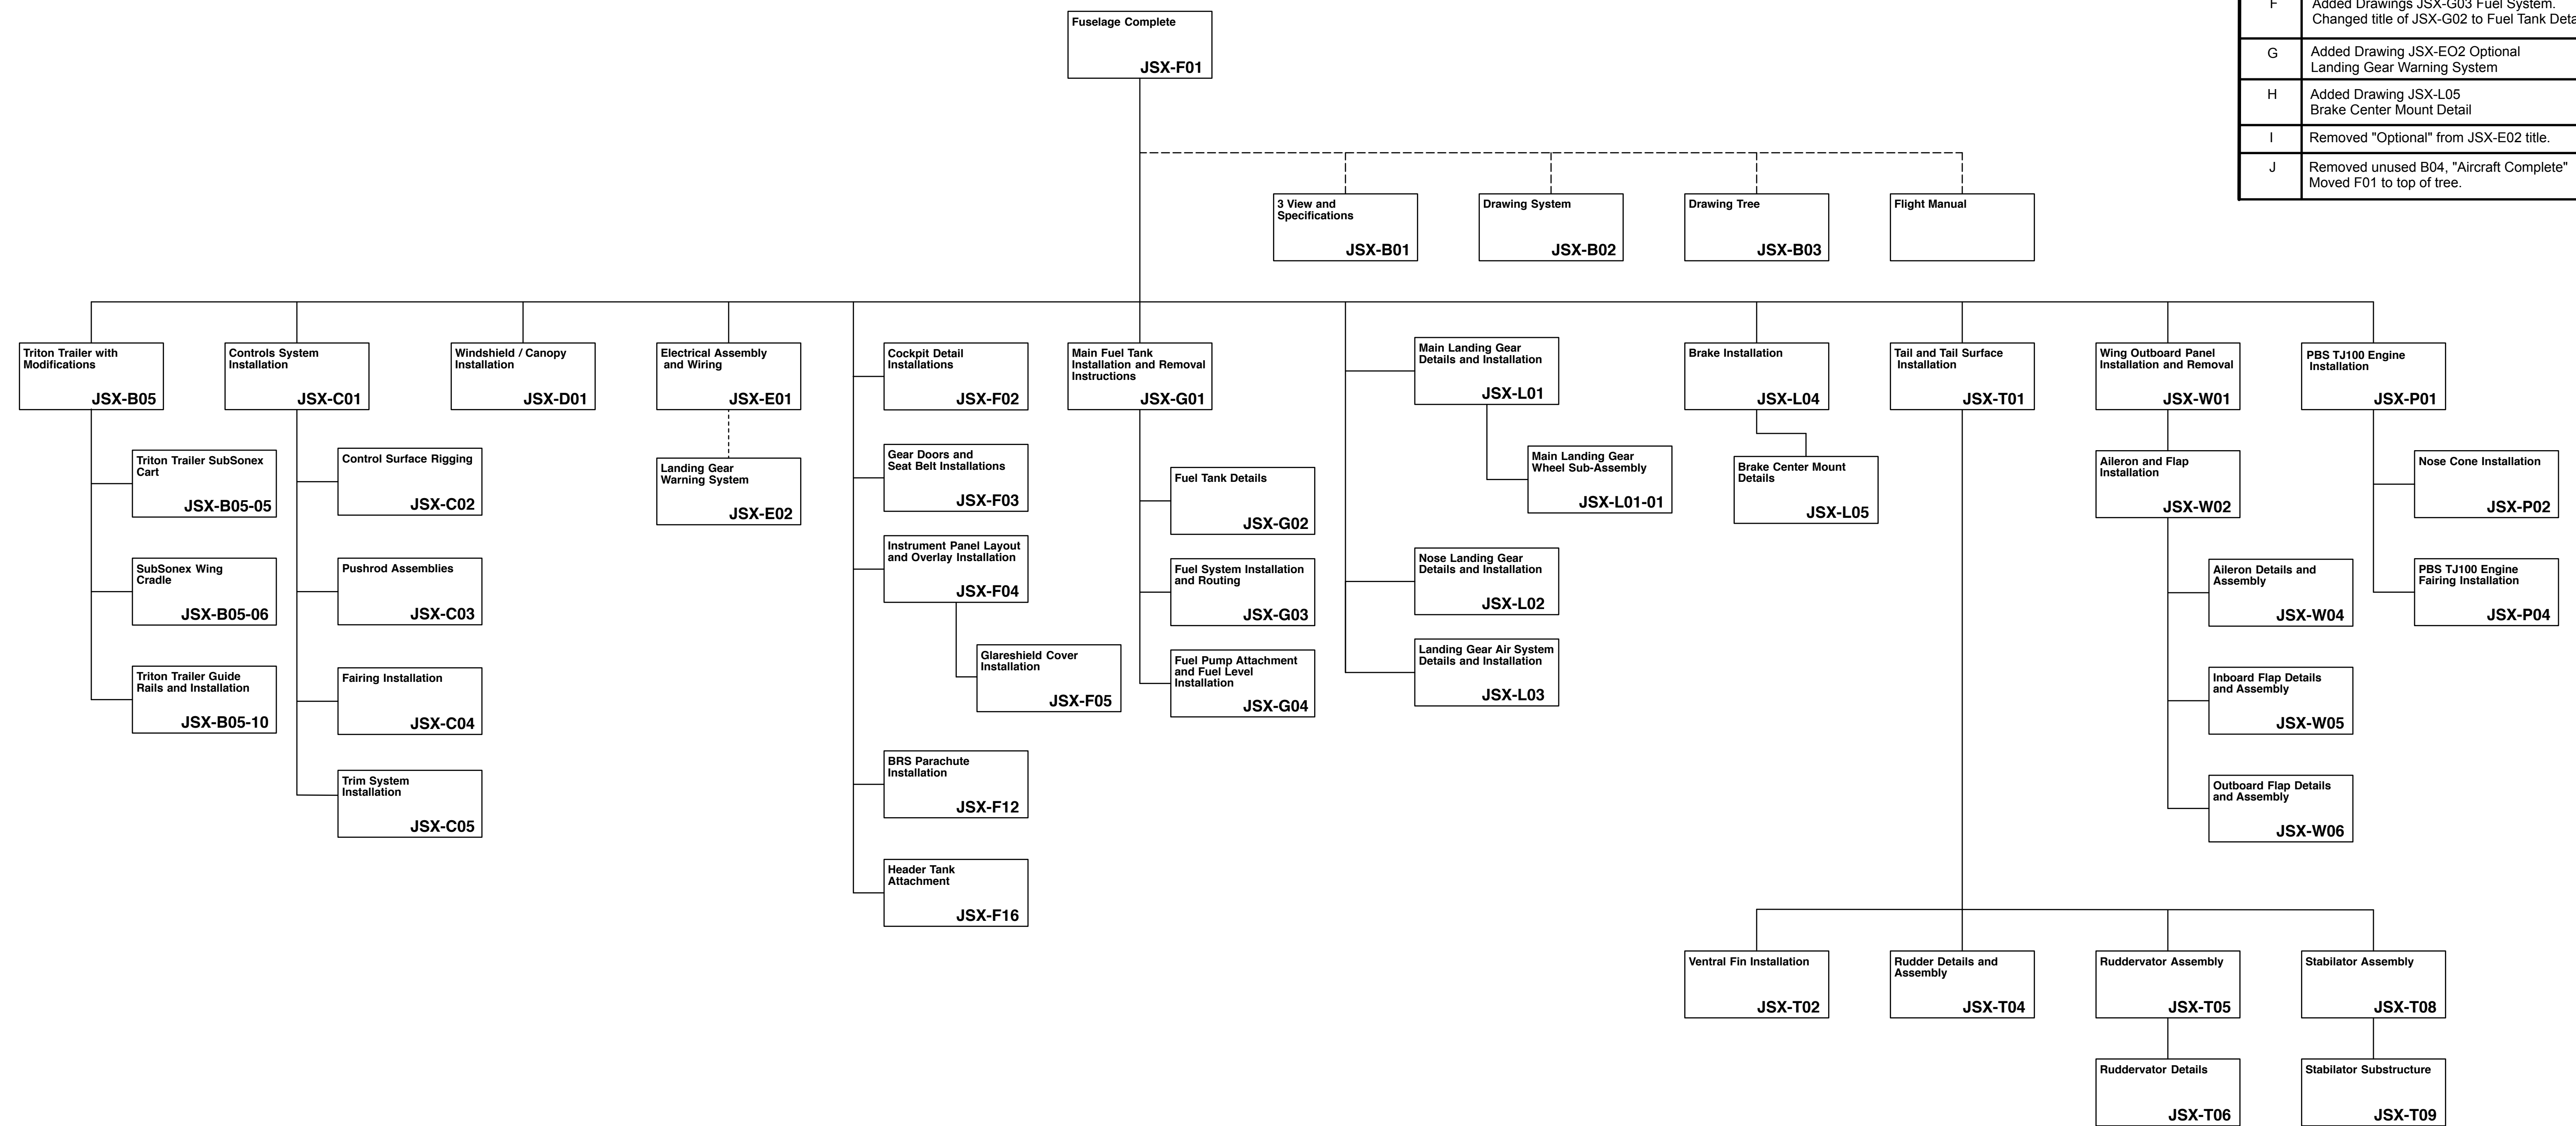 Fuselage Complete
JSX-F01
F
Added Drawings JSX-G03 Fuel System.
Changed title of JSX-G02 to Fuel Tank
G
Added Drawing JSX-EO2 Optional
Landing Gear Warning System
H
Added Drawing JSX-L05
Brake Center Mount Detail
I
Removed "Optional" from JSX-E02 title.
J
Removed unused B04, "Aircraft Complete"
Moved F01 to top of tree.
3 View and
Specifications
JSX-B01
Drawing System
JSX-B02
Drawing Tree
JSX-B03
Flight Manual
Triton Trailer with
Modifications
JSX-B05
Triton Trailer SubSonex
Cart
JSX-B05-05
SubSonex Wing
Cradle
JSX-B05-06
Triton Trailer Guide
Rails and Installation
JSX-B05-10
Controls System
Installation
JSX-C01
Control Surface Rigging
JSX-C02
Pushrod Assemblies
JSX-C03
Fairing Installation
JSX-C04
Trim System
Installation
JSX-C05
Windshield / Canopy
Installation
JSX-D01
Electrical Assembly
and Wiring
JSX-E01
Landing Gear
Warning System
JSX-E02
Cockpit Detail
Installations
JSX-F02
Gear Doors and
Seat Belt Installations
JSX-F03
Instrument Panel Layout
and Overlay Installation
JSX-F04
Glareshield Cover
Installation
JSX-F05
BRS Parachute
Installation
JSX-F12
Header Tank
Attachment
JSX-F16
Main Fuel Tank
Installation and Removal
Instructions
JSX-G01
Fuel Tank Details
JSX-G02
Fuel System Installation
and Routing
JSX-G03
Fuel Pump Attachment
and Fuel Level
Installation
JSX-G04
Main Landing Gear
Details and Installation
JSX-L01
Main Landing Gear
Wheel Sub-Assembly
JSX-L01-01
Nose Landing Gear
Details and Installation
JSX-L02
Landing Gear Air System
Details and Installation
JSX-L03
Brake Installation
JSX-L04
Brake Center Mount
Details
JSX-L05
Tail and Tail Surface
Installation
JSX-T01
Ventral Fin Installation
JSX-T02
Rudder Details and
Assembly
JSX-T04
Ruddervator Assembly
JSX-T05
Ruddervator Details
JSX-T06
Stabilator Assembly
JSX-T08
Stabilator Substructure
JSX-T09
Wing Outboard Panel
Installation and Removal
JSX-W01
Aileron and Flap
Installation
JSX-W02
Aileron Details and
Assembly
JSX-W04
Inboard Flap Details
and Assembly
JSX-W05
Outboard Flap Details
and Assembly
JSX-W06
PBS TJ100 Engine
Installation
JSX-P01
Nose Cone Installation
JSX-P02
PBS TJ100 Engine
Fairing Installation
JSX-P04